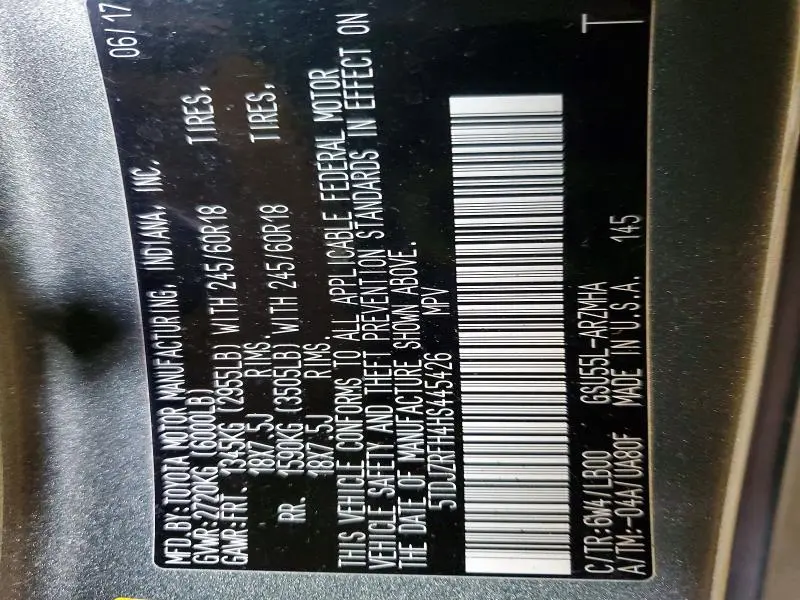 MFD.BY:TOYOTA MOTOR MANUFACTURING, INDIANA, INC. 06/17
GVWR:2720KG (6000LB)
GAWR:FRT. 1345KG (2955LB) WITH 245/60R18 TIRES,
18X7.5J RIMS.
RR. 1590KG (3505LB) WITH 245/60R18 TIRES,
18X7.5J RIMS.
THIS VEHICLE CONFORMS TO ALL APPLICABLE FEDERAL MOTOR
VEHICLE SAFETY AND THEFT PREVENTION STANDARDS IN EFFECT ON
THE DATE OF MANUFACTURE SHOWN ABOVE.
5TDJZRFH4HS445426 MPV
C/TR:6W4/LB00 GSU55L-ARZMHA
A/TM:-04A/UA80F MADE IN U.S.A. 145
T